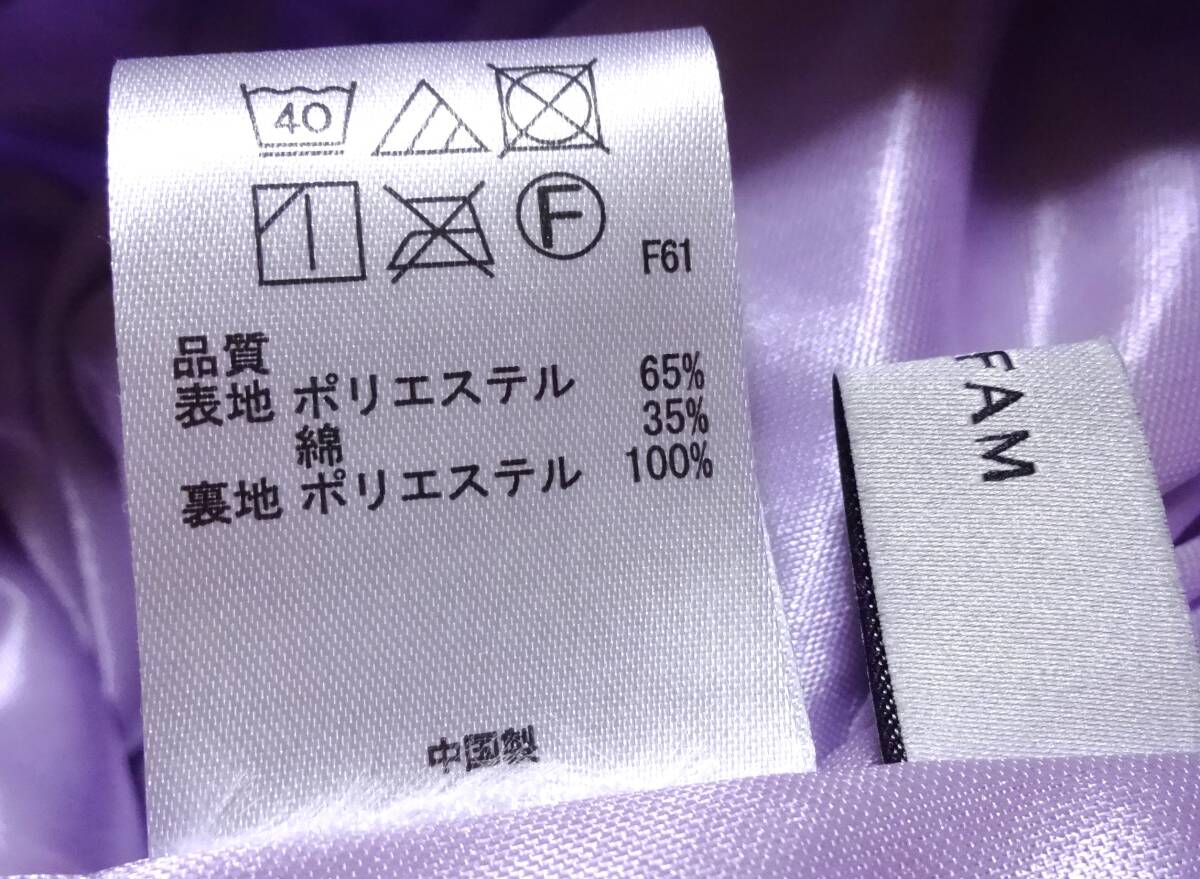 40
F
F61
品質
表地 ポリエステル 65%
綿 35%
裏地 ポリエステル 100%
中国製
FAM